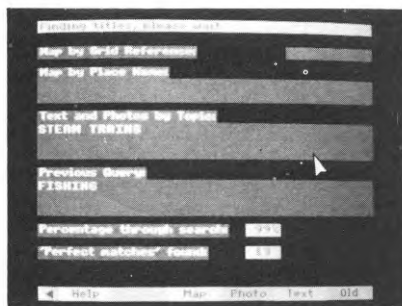 Finding titles, please wait
Map by Grid Reference:
Map by Place Name:
Text and Photos by Topic:
STEAM TRAINS
Previous Query:
FISHING
Percentage through search
"Perfect matches" found
Help Map Photo Text Old